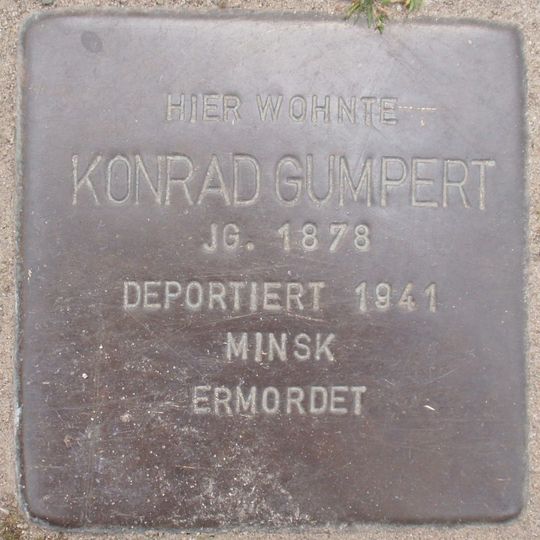 HIER WOHNTE
KONRAD GUMPERT
JG. 1878
DEPORTIERT 1941
MINSK
ERMORDET